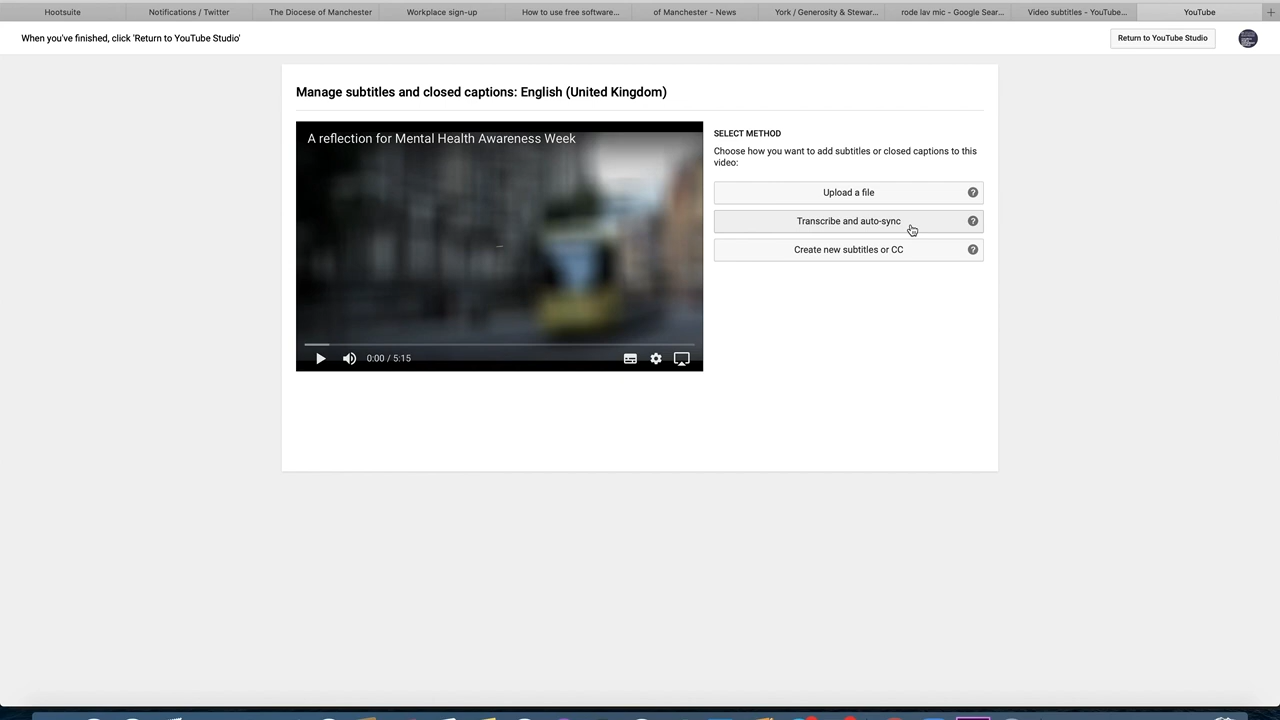 Hootsuite
Notifications / Twitter
The Diocese of Manchester
Workplace sign-up
How to use free software...
of Manchester - News
York / Generosity & Stewar...
rode lav mic - Google Sear...
Video subtitles - YouTube...
YouTube
+
When you've finished, click 'Return to YouTube Studio'
Return to YouTube Studio
Manage subtitles and closed captions: English (United Kingdom)
A reflection for Mental Health Awareness Week
0:00 / 5:15
SELECT METHOD
Choose how you want to add subtitles or closed captions to this
video:
Upload a file
?
Transcribe and auto-sync
?
Create new subtitles or CC
?